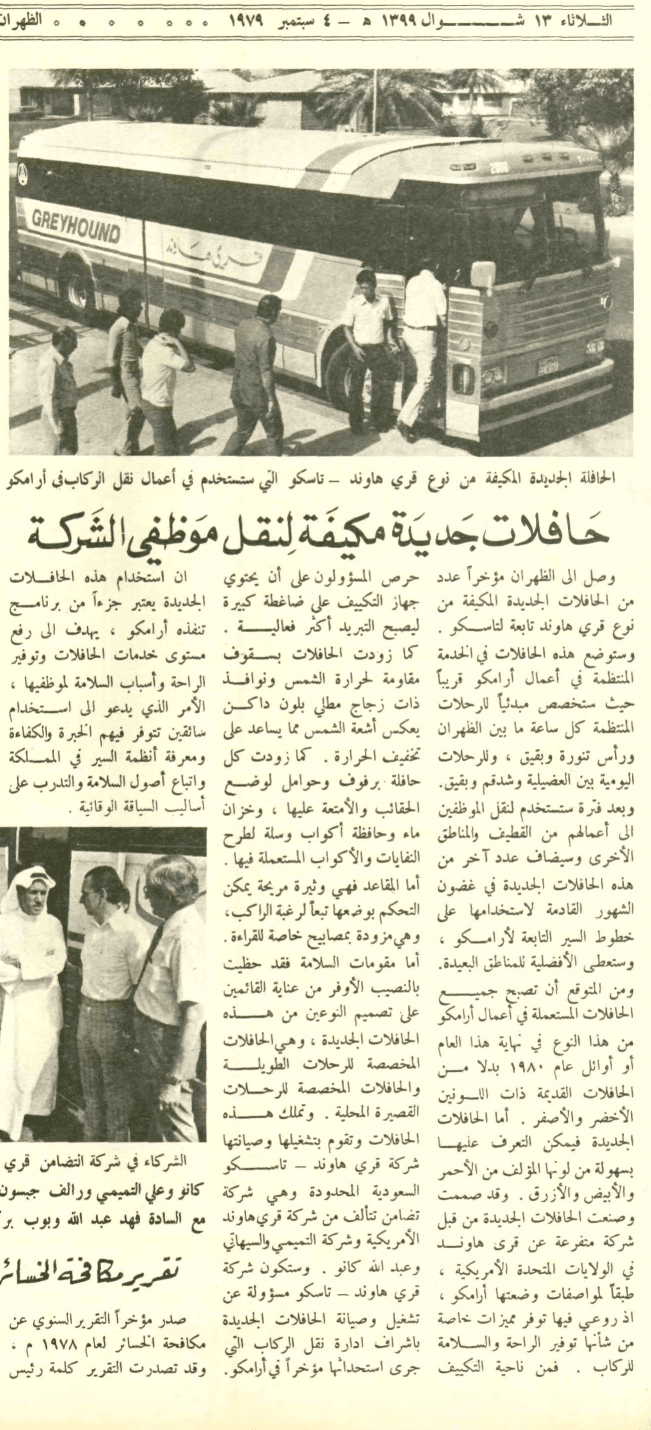 الثلاثاء ١٣ شوال ١٣٩٩ هـ – ٤ سبتمبر ١٩٧٩ الظهران
GREYHOUND
قري هاوند
الحافلة الجديدة المكيفة من نوع قري هاوند – تاسكو التي ستستخدم في أعمال نقل الركاب في أرامكو
حافلات جديدة مكيفة لنقل موظفي الشركة
وصل الى الظهران مؤخراً عدد
من الحافلات الجديدة المكيفة من
نوع قري هاوند تابعة لتاسكو .
وستوضع هذه الحافلات في الخدمة
المنتظمة في أعمال أرامكو قريباً
حيث ستخصص مبدئياً للرحلات
المنتظمة كل ساعة ما بين الظهران
ورأس تنورة وبقيق ، وللرحلات
اليومية بين العضيلية وشدقم وبقيق.
وبعد فترة ستستخدم لنقل الموظفين
الى أعمالهم من القطيف والمناطق
الأخرى وسيضاف عدد آخر من
هذه الحافلات الجديدة في غضون
الشهور القادمة لاستخدامها على
خطوط السير التابعة لأرامكو ،
وستعطى الأفضلية للمناطق البعيدة.
ومن المتوقع أن تصبح جميع
الحافلات المستعملة في أعمال أرامكو
من هذا النوع في نهاية هذا العام
أو أوائل عام ١٩٨٠ بدلا من
الحافلات القديمة ذات اللونين
الأخضر والأصفر . أما الحافلات
الجديدة فيمكن التعرف عليها
بسهولة من لونها المؤلف من الأحمر
والأبيض والأزرق . وقد صممت
وصنعت الحافلات الجديدة من قبل
شركة متفرعة عن قرى هاوند
في الولايات المتحدة الأمريكية ،
طبقاً لمواصفات وضعتها أرامكو ،
اذ روعي فيها توفر مميزات خاصة
من شأنها توفير الراحة والسلامة
للركاب . فمن ناحية التكييف
حرص المسؤولون على أن يحتوي
جهاز التكييف على ضاغطة كبيرة
ليصبح التبريد أكثر فعالية .
كما زودت الحافلات بسقوف
مقاومة لحرارة الشمس ونوافذ
ذات زجاج مطلي بلون داكن
يعكس أشعة الشمس مما يساعد على
تخفيف الحرارة . كما زودت كل
حافلة برفوف وحوامل لوضع
الحقائب والأمتعة عليها ، وخزان
ماء وحافظة أكواب وسلة لطرح
النفايات والأكواب المستعملة فيها .
أما المقاعد فهي وثيرة مريحة يمكن
التحكم بوضعها تبعاً لرغبة الراكب،
وهي مزودة بمصابيح خاصة للقراءة.
أما مقومات السلامة فقد حظيت
بالنصيب الأوفر من عناية القائمين
على تصميم النوعين من هذه
الحافلات الجديدة ، وهي الحافلات
المخصصة للرحلات الطويلة
والحافلات المخصصة للرحلات
القصيرة المحلية . وتملك هذه
الحافلات وتقوم بتشغيلها وصيانتها
شركة قري هاوند – تاسكو
السعودية المحدودة وهي شركة
تضامن تتألف من شركة قري هاوند
الأمريكية وشركة التميمي والسيهاتي
وعبد الله كانو . وستكون شركة
قري هاوند – تاسكو مسؤولة عن
تشغيل وصيانة الحافلات الجديدة
باشراف ادارة نقل الركاب التي
جرى استحداثها مؤخراً في أرامكو.
ان استخدام هذه الحافلات
الجديدة يعتبر جزءاً من برنامج
تنفذه أرامكو ، يهدف الى رفع
مستوى خدمات الحافلات وتوفير
الراحة وأسباب السلامة لموظفيها ،
الأمر الذي يدعو الى استخدام
سائقين تتوفر فيهم الخبرة والكفاءة
ومعرفة أنظمة السير في المملكة
واتباع أصول السلامة والتدرب على
أساليب السياقة الوقائية .
الشركاء في شركة التضامن قري
كانو وعلي التميمي ورالف جبسون
مع السادة فهد عبد الله وبوب
تقرير مكافحة الخسائر
صدر مؤخراً التقرير السنوي عن
مكافحة الخسائر لعام ١٩٧٨ م ،
وقد تصدرت التقرير كلمة رئيس